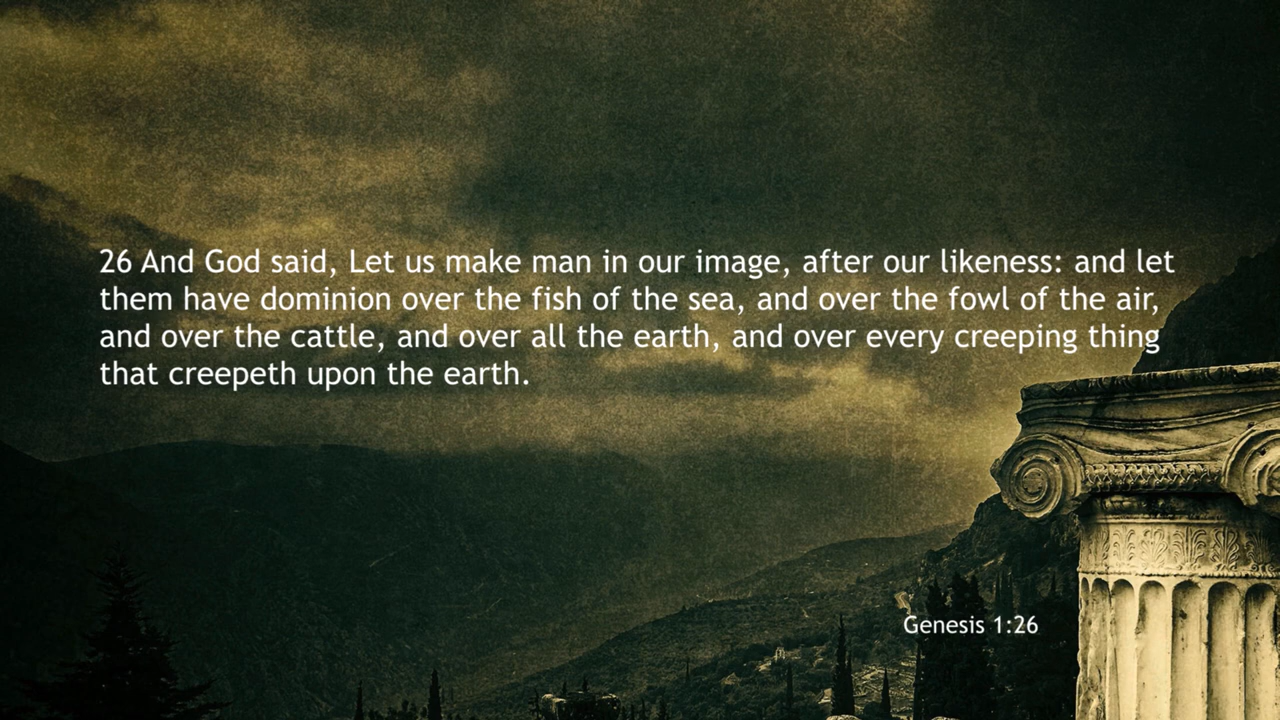 26 And God said, Let us make man in our image, after our likeness: and let
them have dominion over the fish of the sea, and over the fowl of the air,
and over the cattle, and over all the earth, and over every creeping thing
that creepeth upon the earth.
Genesis 1:26